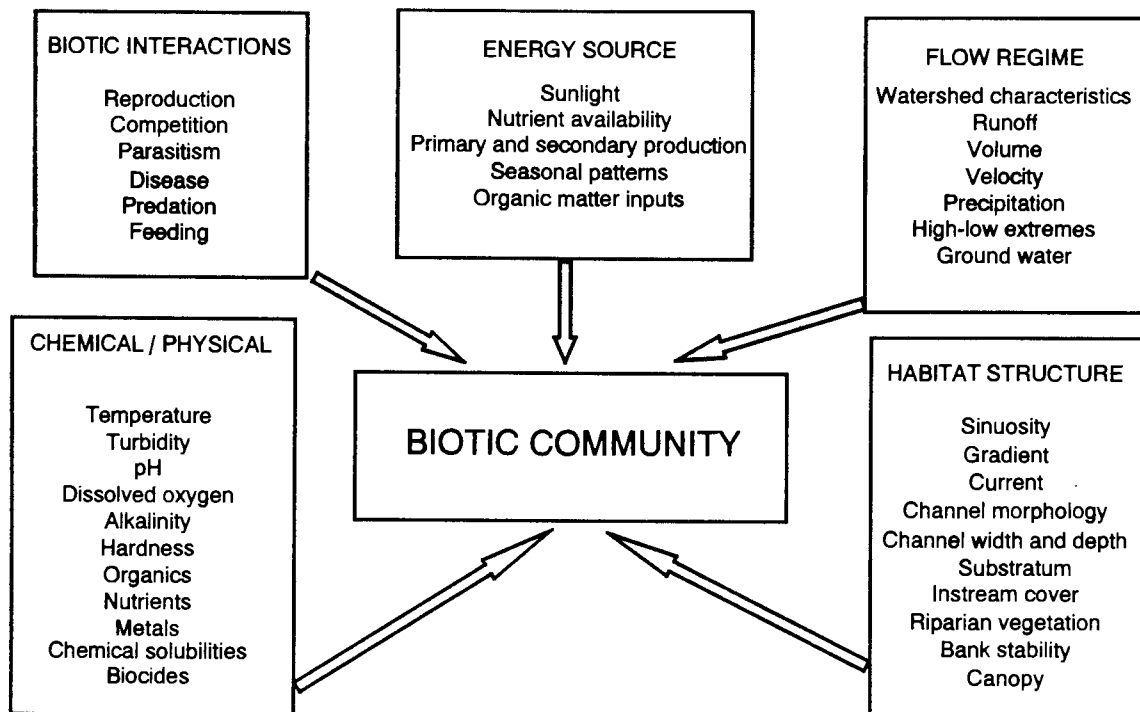 BIOTIC INTERACTIONS
Reproduction
Competition
Parasitism
Disease
Predation
Feeding
ENERGY SOURCE
Sunlight
Nutrient availability
Primary and secondary production
Seasonal patterns
Organic matter inputs
FLOW REGIME
Watershed characteristics
Runoff
Volume
Velocity
Precipitation
High-low extremes
Ground water
CHEMICAL / PHYSICAL
Temperature
Turbidity
pH
Dissolved oxygen
Alkalinity
Hardness
Organics
Nutrients
Metals
Chemical solubilities
Biocides
BIOTIC COMMUNITY
HABITAT STRUCTURE
Sinuosity
Gradient
Current
Channel morphology
Channel width and depth
Substratum
Instream cover
Riparian vegetation
Bank stability
Canopy